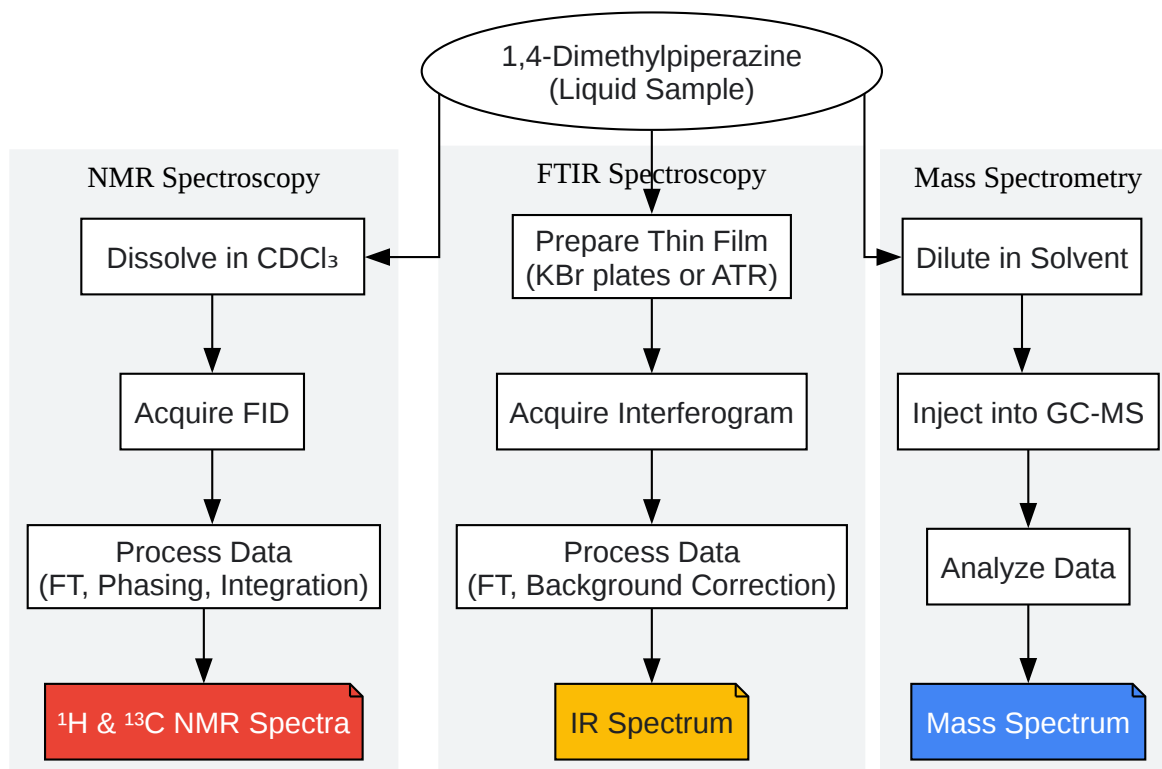 1,4-Dimethylpiperazine
(Liquid Sample)
NMR Spectroscopy
Dissolve in CDCl₃
Acquire FID
Process Data
(FT, Phasing, Integration)
¹H & ¹³C NMR Spectra
FTIR Spectroscopy
Prepare Thin Film
(KBr plates or ATR)
Acquire Interferogram
Process Data
(FT, Background Correction)
IR Spectrum
Mass Spectrometry
Dilute in Solvent
Inject into GC-MS
Analyze Data
Mass Spectrum